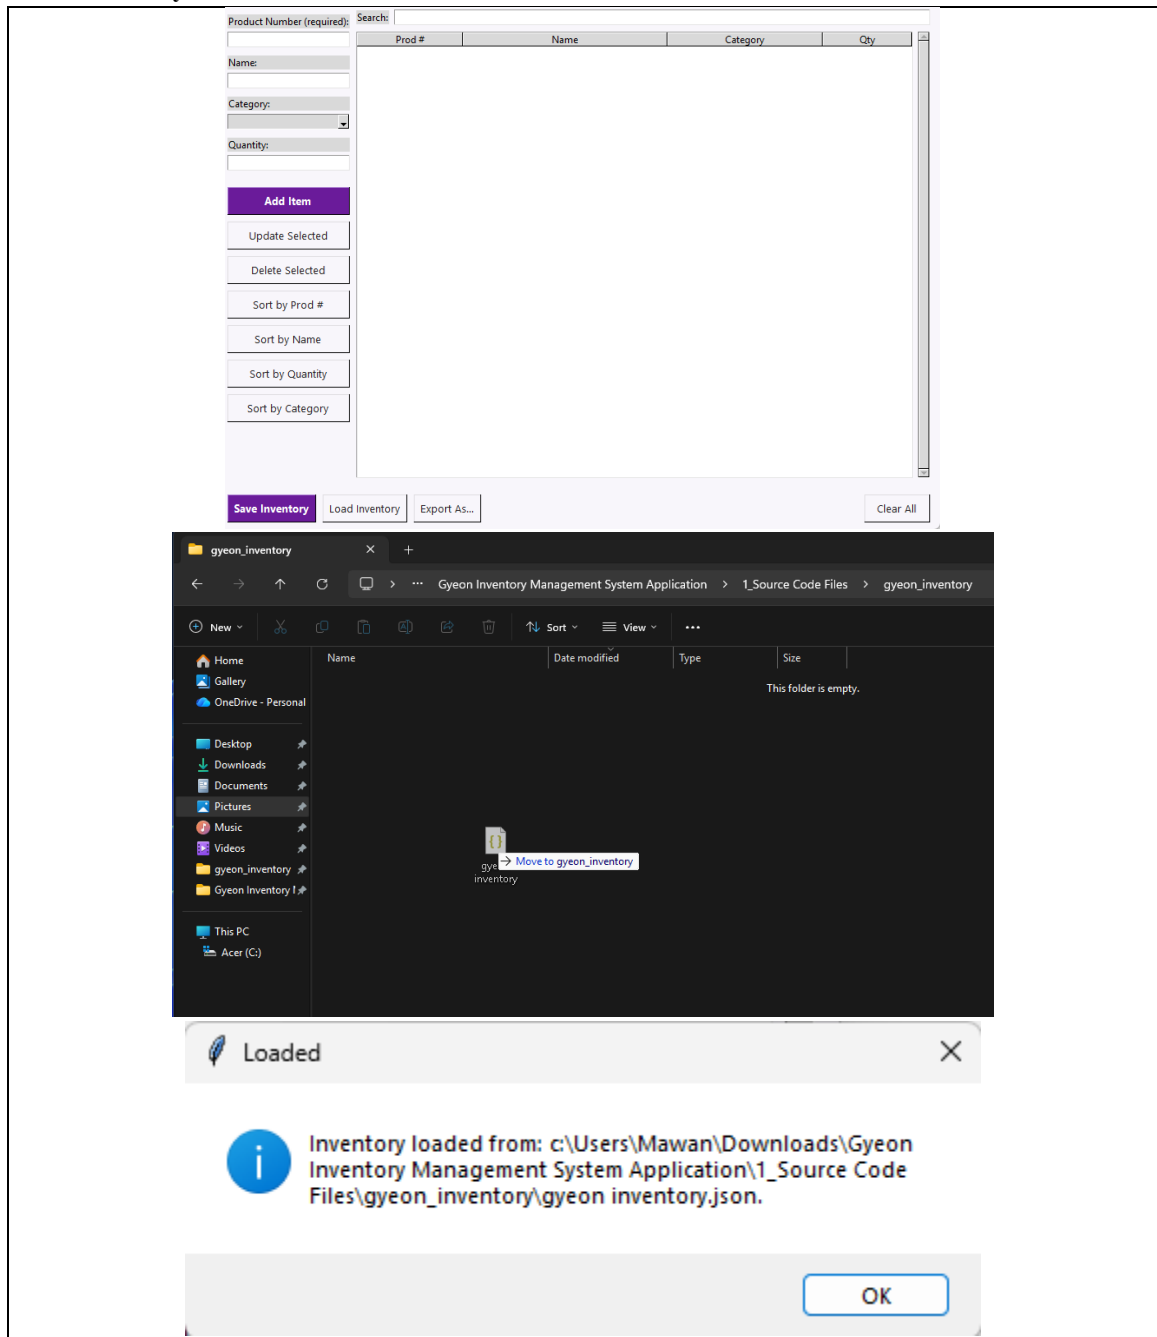 Product Number (required):
Search:
Prod #
Name
Category
Qty
Name:
Category:
Quantity:
Add Item
Update Selected
Delete Selected
Sort by Prod #
Sort by Name
Sort by Quantity
Sort by Category
Save Inventory
Load Inventory
Export As...
Clear All
gyeon_inventory
Gyeon Inventory Management System Application > 1_Source Code Files > gyeon_inventory
New
Sort
View
Home
Gallery
OneDrive - Personal
Desktop
Downloads
Documents
Pictures
Music
Videos
gyeon_inventory
Gyeon Inventory
This PC
Acer (C:)
Name
Date modified
Type
Size
This folder is empty.
→ Move to gyeon_inventory
gye
inventory
Loaded
Inventory loaded from: c:\Users\Mawan\Downloads\Gyeon
Inventory Management System Application\1_Source Code
Files\gyeon_inventory\gyeon inventory.json.
OK